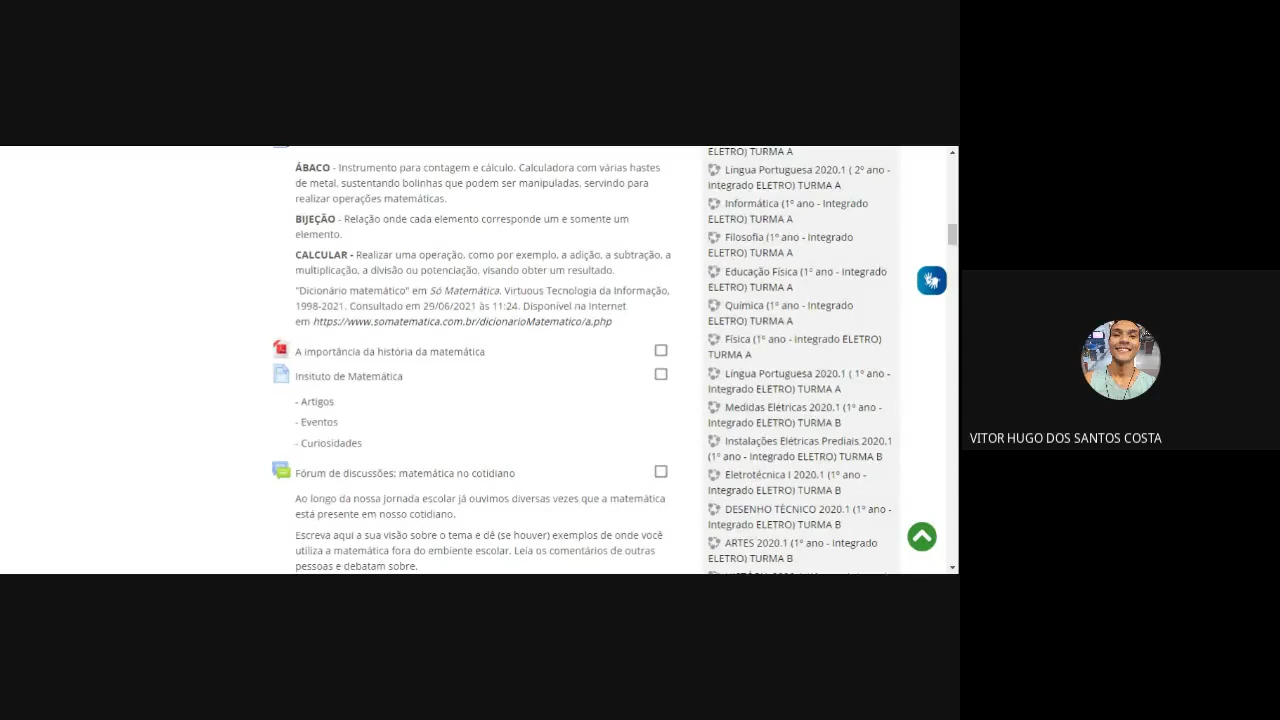 ÁBACO - Instrumento para contagem e cálculo. Calculadora com várias hastes
de metal, sustentando bolinhas que podem ser manipuladas, servindo para
realizar operações matemáticas.
BIJEÇÃO - Relação onde cada elemento corresponde um e somente um
elemento.
CALCULAR - Realizar uma operação, como por exemplo, a adição, a subtração, a
multiplicação, a divisão ou potenciação, visando obter um resultado.
"Dicionário matemático" em Só Matemática. Virtuous Tecnologia da Informação,
1998-2021. Consultado em 29/06/2021 às 11:24. Disponível na Internet
em https://www.somatematica.com.br/dicionarioMatematico/a.php
A importância da história da matemática
Insituto de Matemática
- Artigos
- Eventos
- Curiosidades
Fórum de discussões: matemática no cotidiano
Ao longo da nossa jornada escolar já ouvimos diversas vezes que a matemática
está presente em nosso cotidiano.
Escreva aqui a sua visão sobre o tema e dê (se houver) exemplos de onde você
utiliza a matemática fora do ambiente escolar. Leia os comentários de outras
pessoas e debatam sobre.
ELETRO) TURMA A
Língua Portuguesa 2020.1 ( 2º ano -
Integrado ELETRO) TURMA A
Informática (1º ano - Integrado
ELETRO) TURMA A
Filosofia (1º ano - Integrado
ELETRO) TURMA A
Educação Física (1º ano - Integrado
ELETRO) TURMA A
Química (1º ano - Integrado
ELETRO) TURMA A
Física (1º ano - Integrado ELETRO)
TURMA A
Língua Portuguesa 2020.1 ( 1º ano -
Integrado ELETRO) TURMA A
Medidas Elétricas 2020.1 (1º ano -
Integrado ELETRO) TURMA B
Instalações Elétricas Prediais 2020.1
(1º ano - Integrado ELETRO) TURMA B
Eletrotécnica I 2020.1 (1º ano -
Integrado ELETRO) TURMA B
DESENHO TÉCNICO 2020.1 (1º ano -
Integrado ELETRO) TURMA B
ARTES 2020.1 (1º ano - Integrado
ELETRO) TURMA B
VITOR HUGO DOS SANTOS COSTA